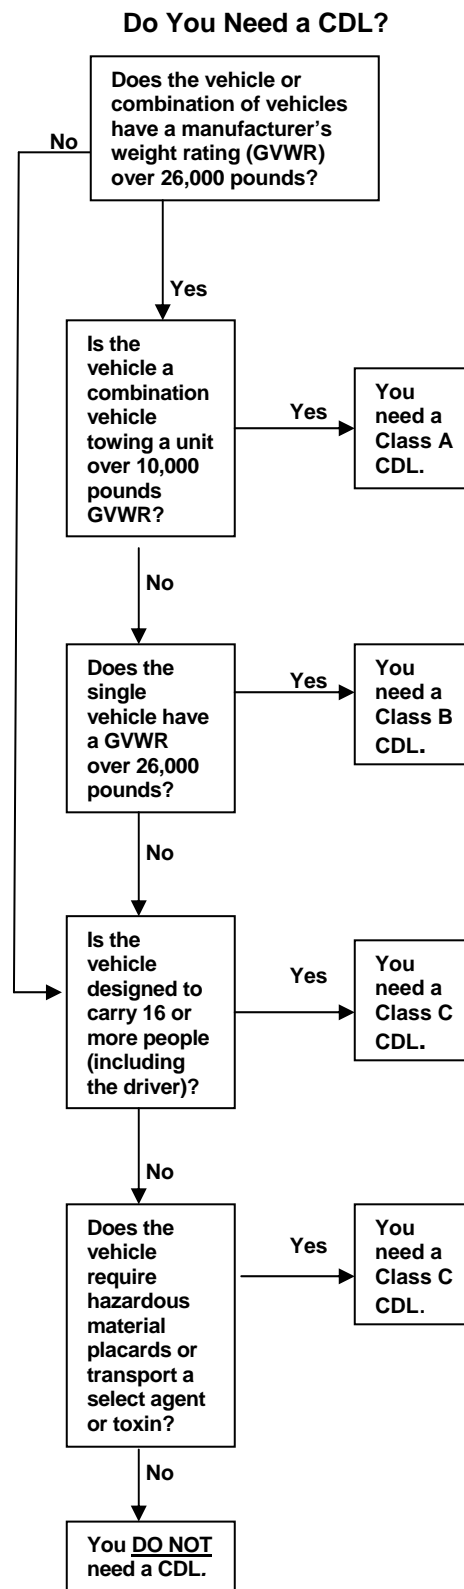 Do You Need a CDL?
Does the vehicle or
combination of vehicles
have a manufacturer's
weight rating (GVWR)
over 26,000 pounds?
No
Yes
Is the
vehicle a
combination
vehicle
towing a unit
over 10,000
pounds
GVWR?
Yes
You
need a
Class A
CDL.
No
Does the
single
vehicle have
a GVWR
over 26,000
pounds?
Yes
You
need a
Class B
CDL.
No
Is the
vehicle
designed to
carry 16 or
more people
(including
the driver)?
Yes
You
need a
Class C
CDL.
No
Does the
vehicle
require
hazardous
material
placards or
transport a
select agent
or toxin?
Yes
You
need a
Class C
CDL.
No
You DO NOT
need a CDL.